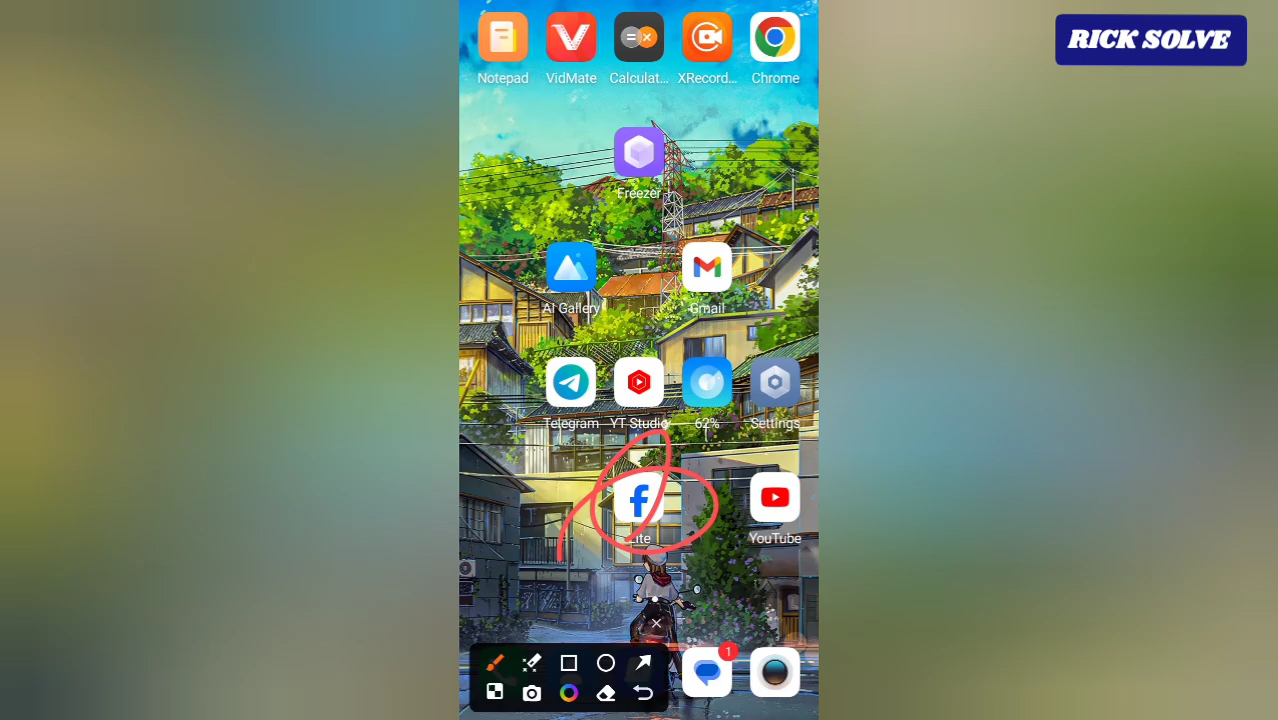 RICK SOLVE
Notepad VidMate Calculat... XRecord... Chrome
Freezer
AI Gallery Gmail
Telegram YT Studio 62% Settings
Lite YouTube
1